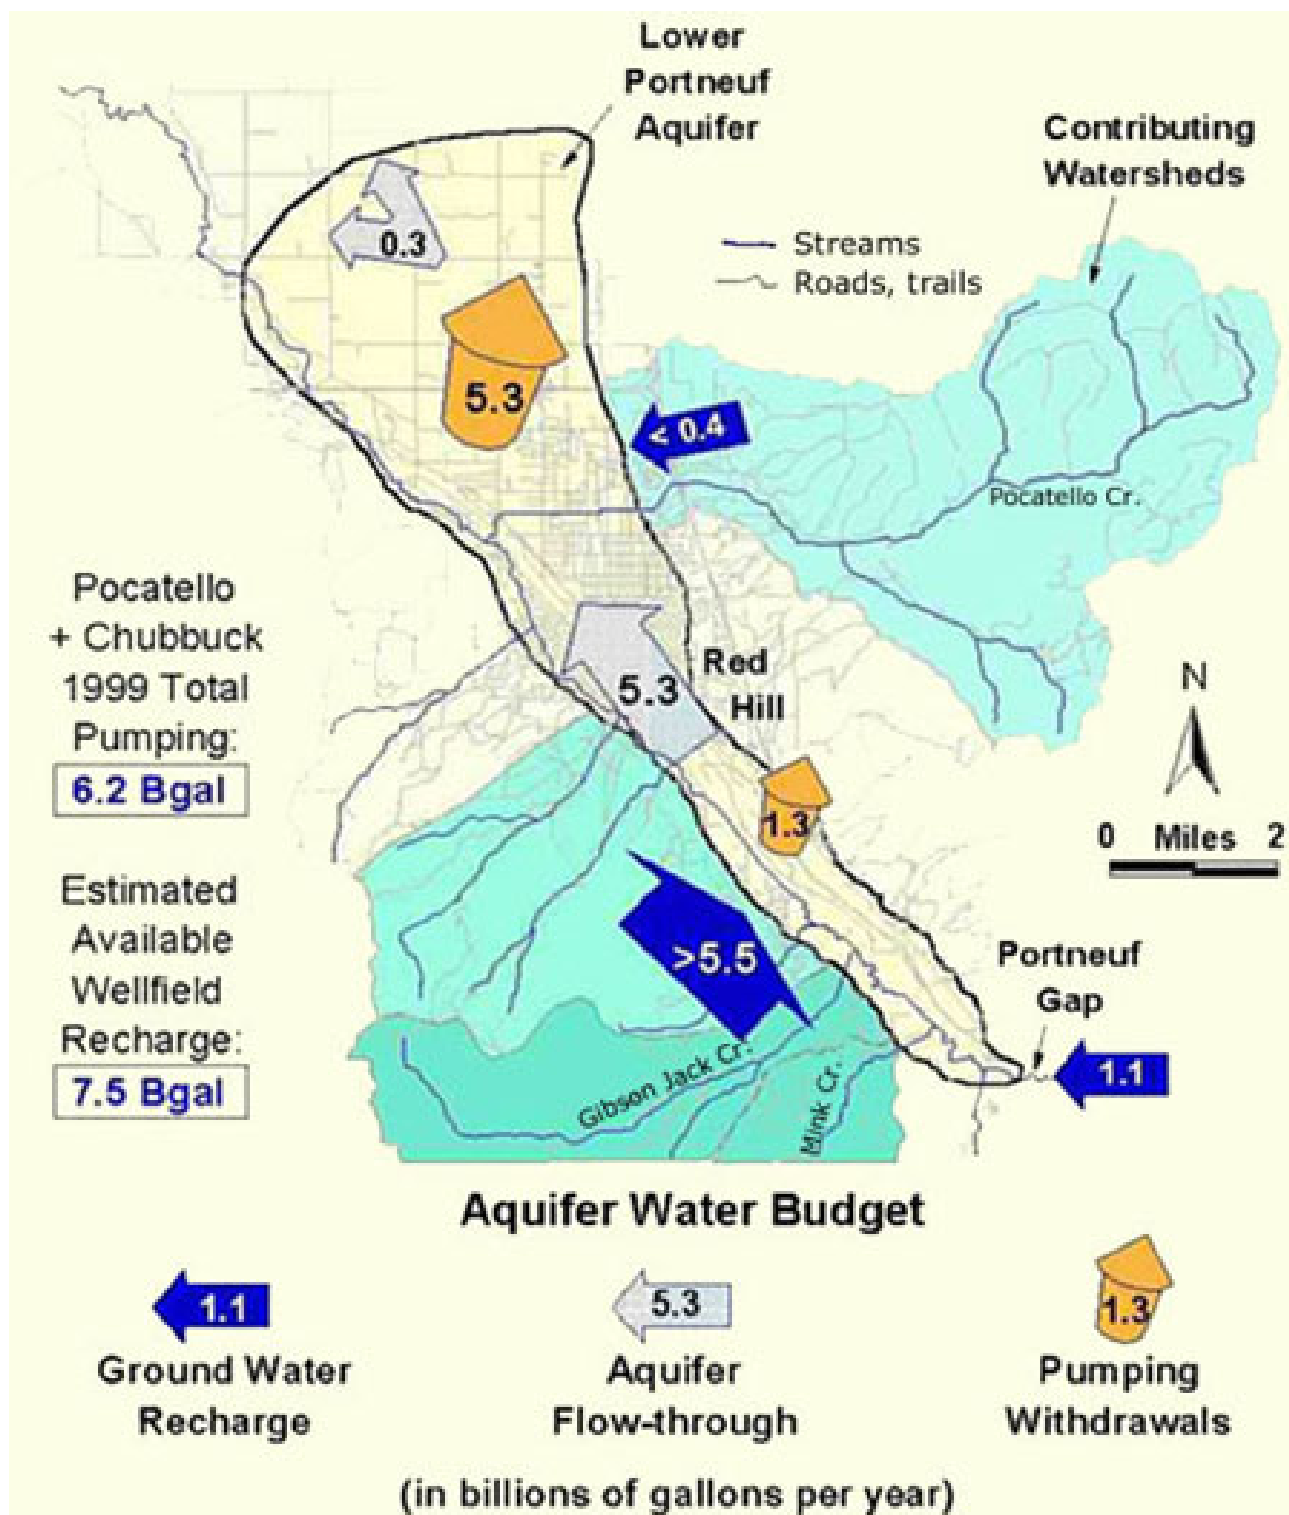 Lower
Portneuf
Aquifer
Contributing
Watersheds
Streams
Roads, trails
0.3
5.3
< 0.4
Pocatello Cr.
Pocatello
+ Chubbuck
1999 Total
Pumping:
6.2 Bgal
Red
Hill
5.3
N
1.3
0 Miles 2
Estimated
Available
Wellfield
Recharge:
7.5 Bgal
>5.5
Portneuf
Gap
1.1
Gibson Jack Cr.
Mink Cr.
Aquifer Water Budget
1.1
5.3
1.3
Ground Water
Recharge
Aquifer
Flow-through
Pumping
Withdrawals
(in billions of gallons per year)